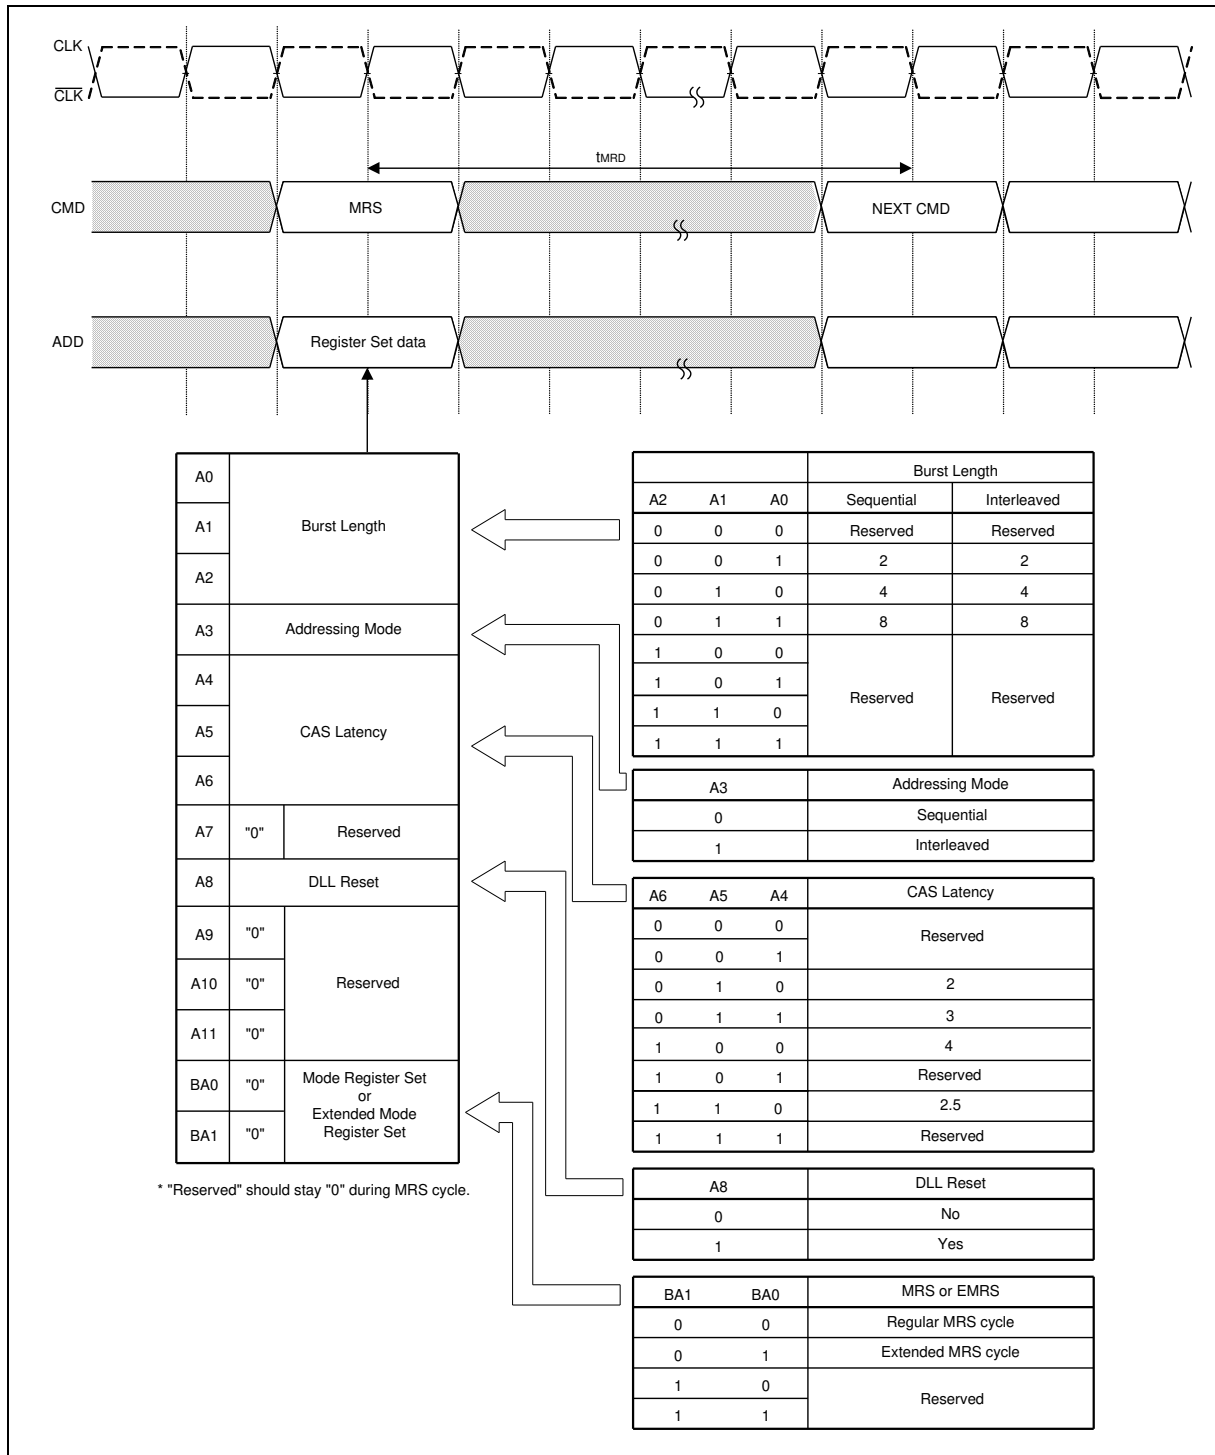 CLK
CLK
tMRD
CMD MRS NEXT CMD
ADD Register Set data
A0
A1 Burst Length
A2
A3 Addressing Mode
A4
A5 CAS Latency
A6
A7 "0" Reserved
A8 DLL Reset
A9 "0"
A10 "0" Reserved
A11 "0"
BA0 "0" Mode Register Set
or
Extended Mode
BA1 "0" Register Set
* "Reserved" should stay "0" during MRS cycle.
Burst Length
A2 A1 A0 Sequential Interleaved
0 0 0 Reserved Reserved
0 0 1 2 2
0 1 0 4 4
0 1 1 8 8
1 0 0
1 0 1
Reserved Reserved
1 1 0
1 1 1
A3 Addressing Mode
0 Sequential
1 Interleaved
A6 A5 A4 CAS Latency
0 0 0
Reserved
0 0 1
0 1 0 2
0 1 1 3
1 0 0 4
1 0 1 Reserved
1 1 0 2.5
1 1 1 Reserved
A8 DLL Reset
0 No
1 Yes
BA1 BA0 MRS or EMRS
0 0 Regular MRS cycle
0 1 Extended MRS cycle
1 0
Reserved
1 1